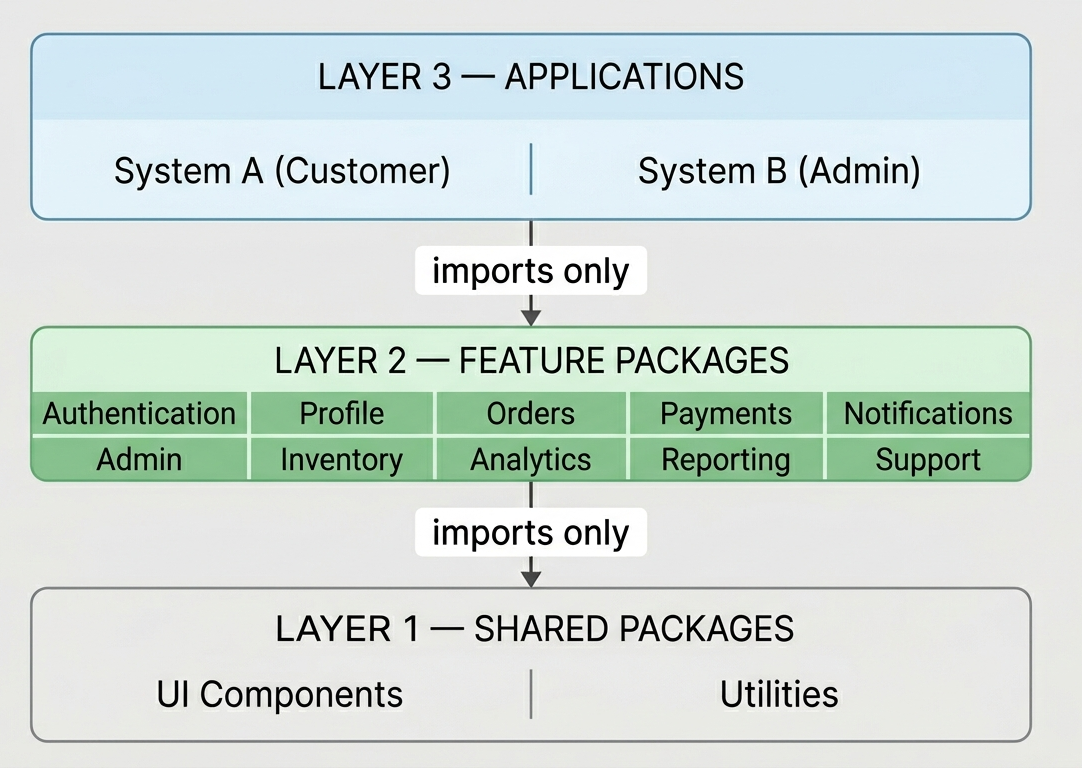 LAYER 3 — APPLICATIONS
System A (Customer) System B (Admin)
imports only
LAYER 2 — FEATURE PACKAGES
Authentication Profile Orders Payments Notifications
Admin Inventory Analytics Reporting Support
imports only
LAYER 1 — SHARED PACKAGES
UI Components Utilities